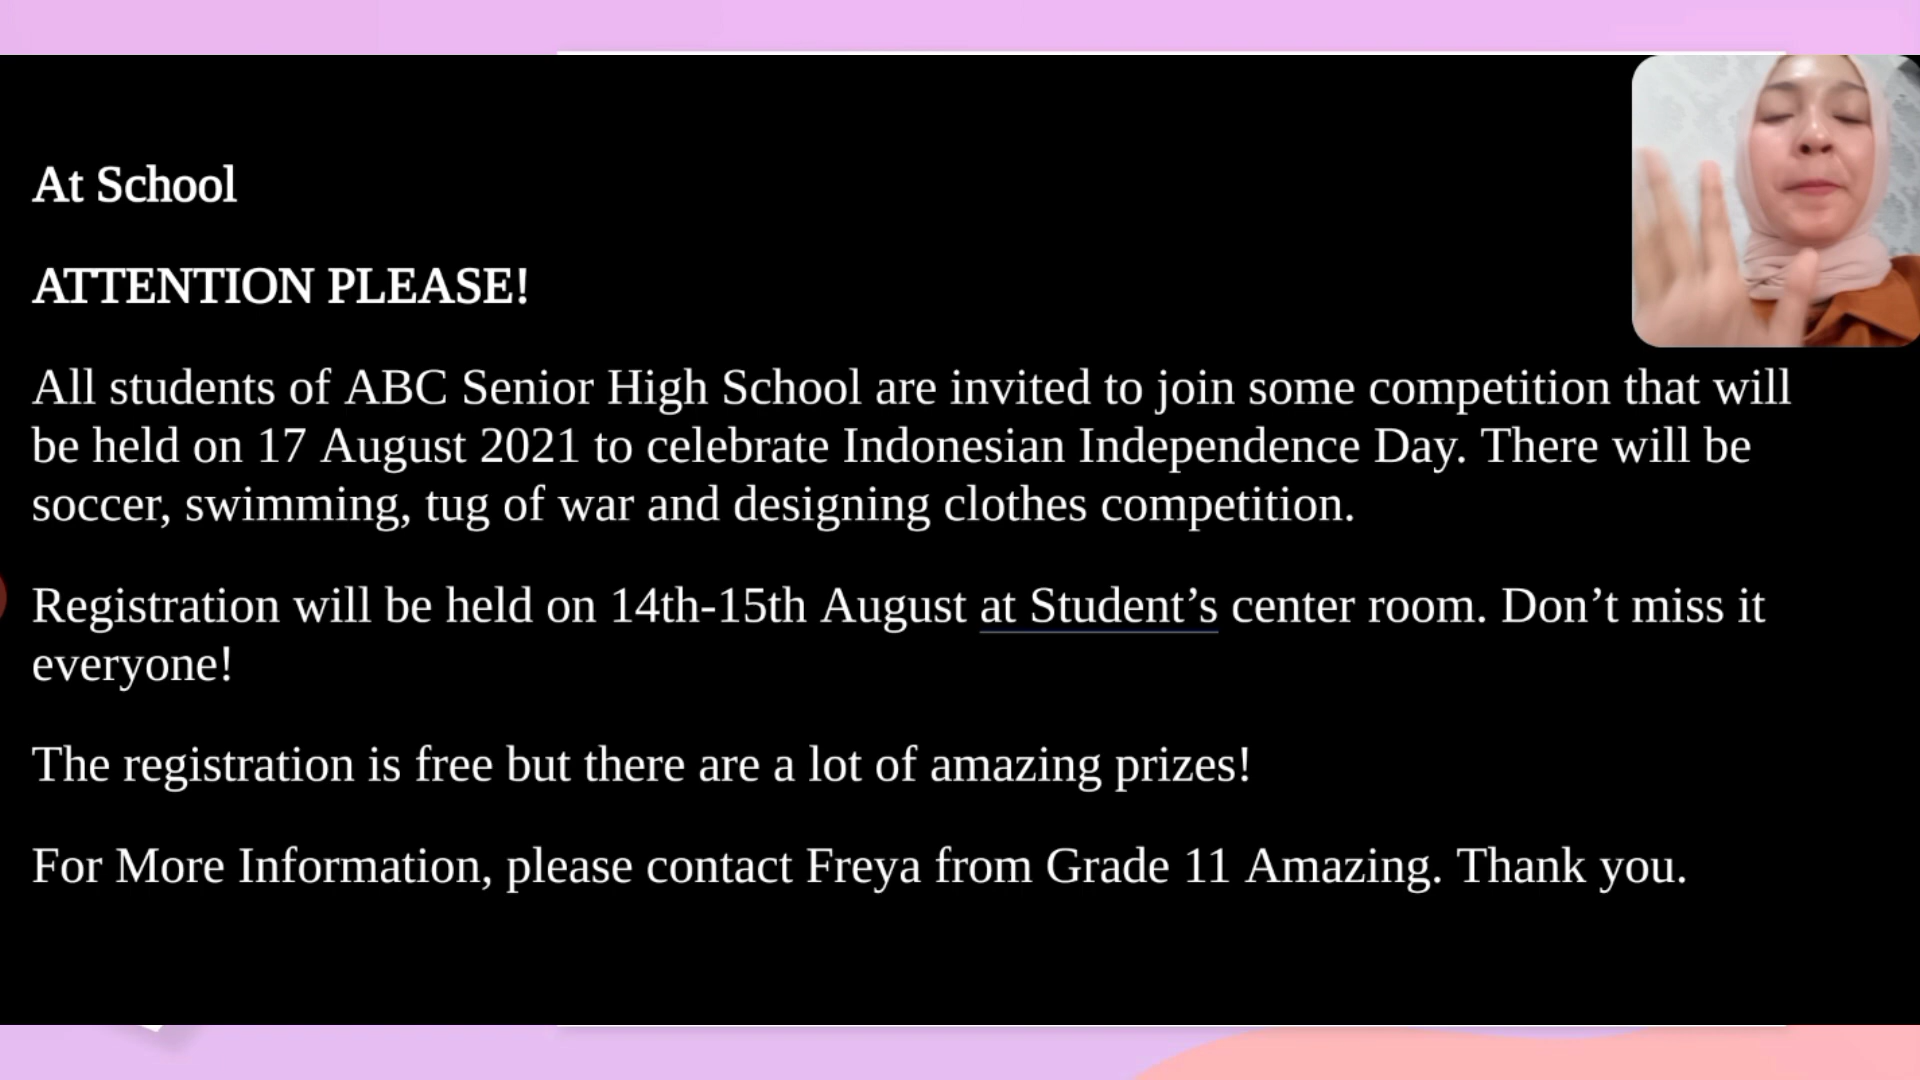 At School
ATTENTION PLEASE!
All students of ABC Senior High School are invited to join some competition that will
be held on 17 August 2021 to celebrate Indonesian Independence Day. There will be
soccer, swimming, tug of war and designing clothes competition.
Registration will be held on 14th-15th August at Student’s center room. Don’t miss it
everyone!
The registration is free but there are a lot of amazing prizes!
For More Information, please contact Freya from Grade 11 Amazing. Thank you.